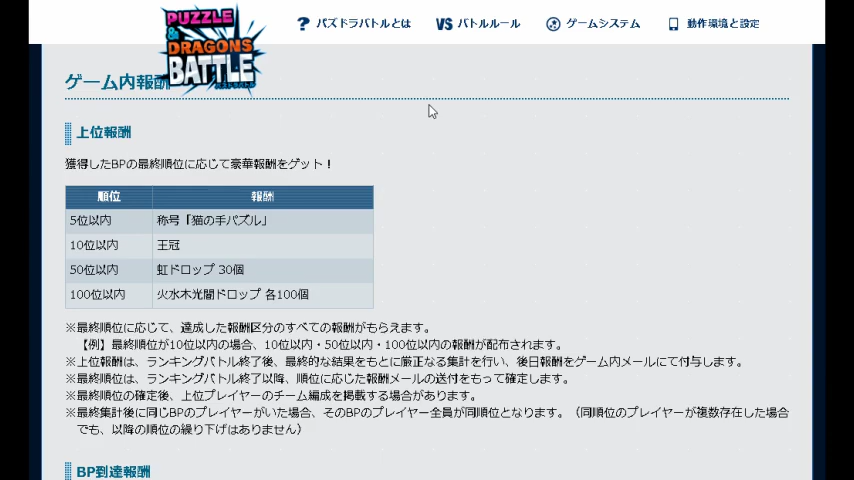 PUZZLE & DRAGONS BATTLE
? パズドラバトルとは
VS バトルルール
ゲームシステム
動作環境と設定
ゲーム内報酬
上位報酬
獲得したBPの最終順位に応じて豪華報酬をゲット!
順位 報酬
5位以内 称号「猫の手パズル」
10位以内 王冠
50位以内 虹ドロップ 30個
100位以内 火水木光闇ドロップ 各100個
※最終順位に応じて、達成した報酬区分のすべての報酬がもらえます。
【例】最終順位が10位以内の場合、10位以内・50位以内・100位以内の報酬が配布されます。
※上位報酬は、ランキングバトル終了後、最終的な結果をもとに厳正なる集計を行い、後日報酬をゲーム内メールにて付与します。
※最終順位は、ランキングバトル終了以降、順位に応じた報酬メールの送付をもって確定します。
※最終順位の確定後、上位プレイヤーのチーム編成を掲載する場合があります。
※最終集計後に同じBPのプレイヤーがいた場合、そのBPのプレイヤー全員が同順位となります。（同順位のプレイヤーが複数存在した場合
でも、以降の順位の繰り下げはありません）
BP到達報酬